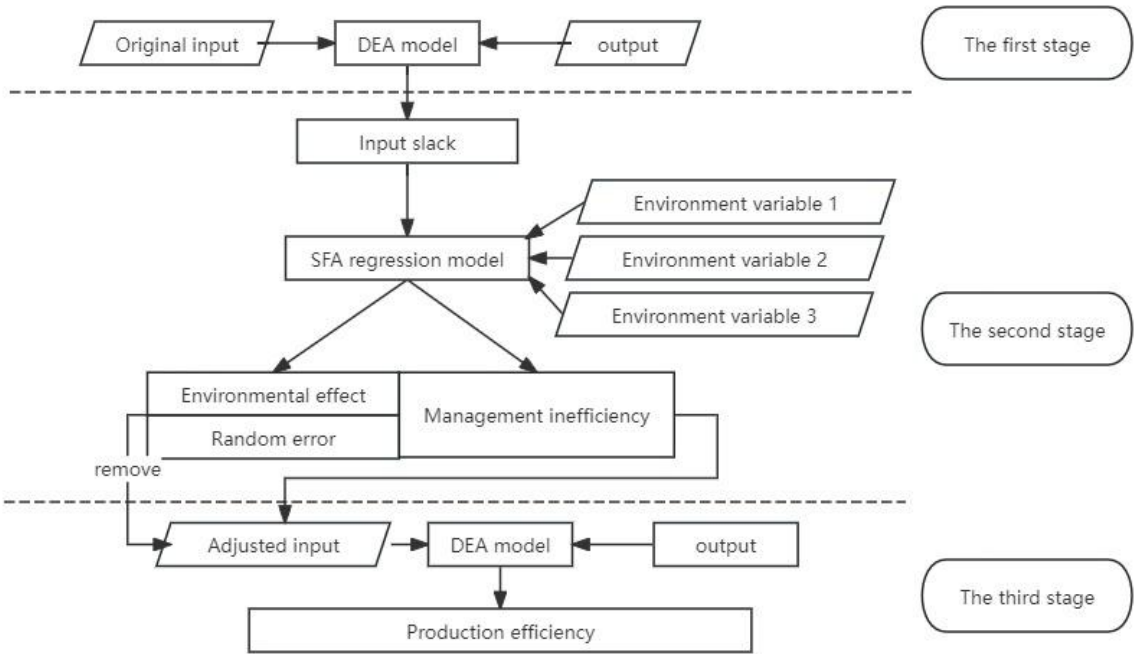 Original input
DEA model
output
The first stage
Input slack
Environment variable 1
SFA regression model
Environment variable 2
Environment variable 3
The second stage
Environmental effect
Management inefficiency
Random error
remove
Adjusted input
DEA model
output
The third stage
Production efficiency